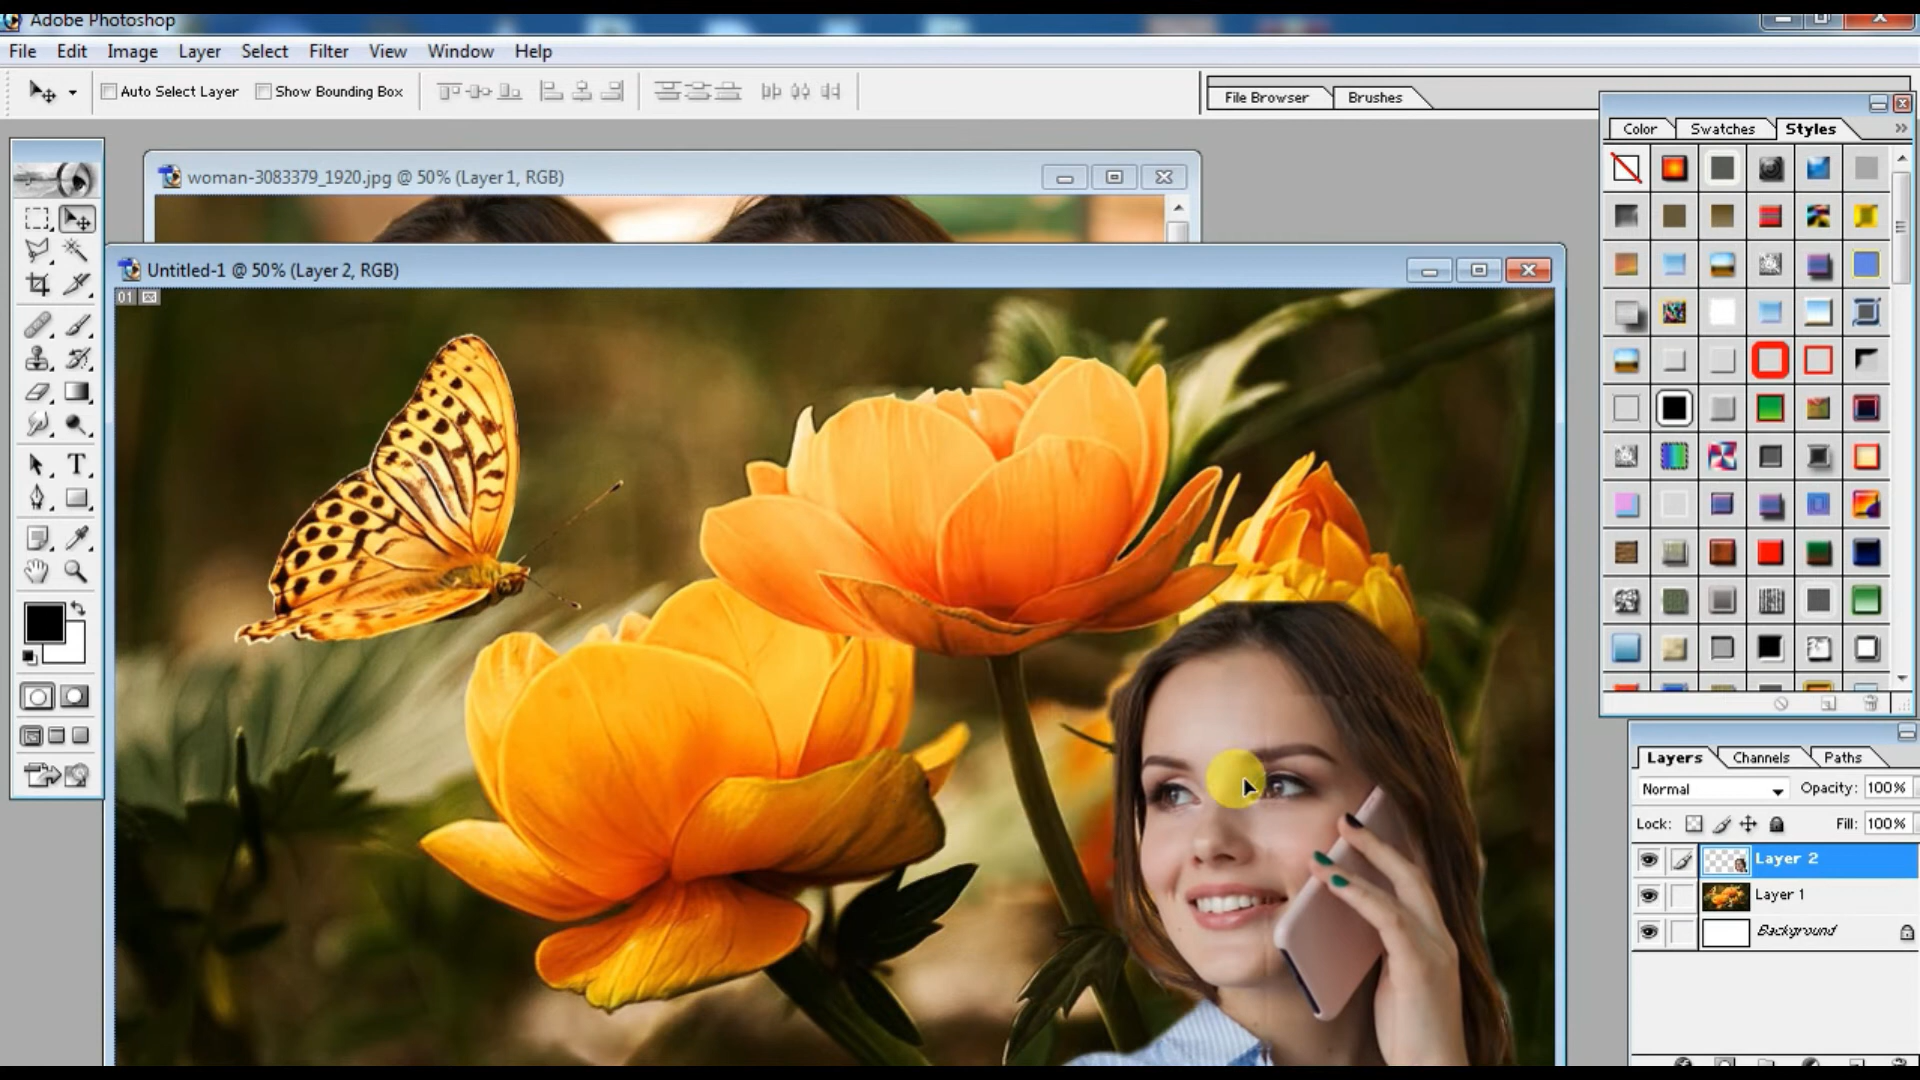 Adobe Photoshop
File Edit Image Layer Select Filter View Window Help
Auto Select Layer Show Bounding Box
File Browser Brushes
Color Swatches Styles
woman-3083379_1920.jpg @ 50% (Layer 1, RGB)
Untitled-1 @ 50% (Layer 2, RGB)
01
T
Layers Channels Paths
Normal Opacity: 100%
Lock: Fill: 100%
Layer 2
Layer 1
Background